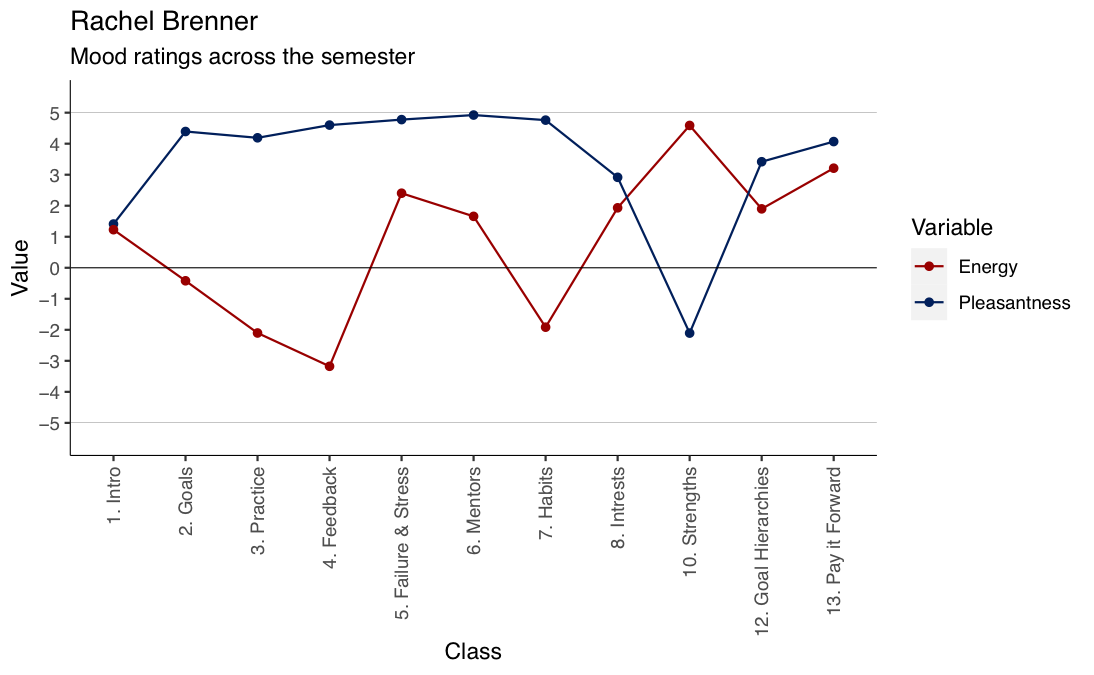 Rachel Brenner
Mood ratings across the semester
Value
5
4
3
2
1
0
−1
−2
−3
−4
−5
1. Intro
2. Goals
3. Practice
4. Feedback
5. Failure & Stress
6. Mentors
7. Habits
8. Intrests
10. Strengths
12. Goal Hierarchies
13. Pay it Forward
Class
Variable
Energy
Pleasantness